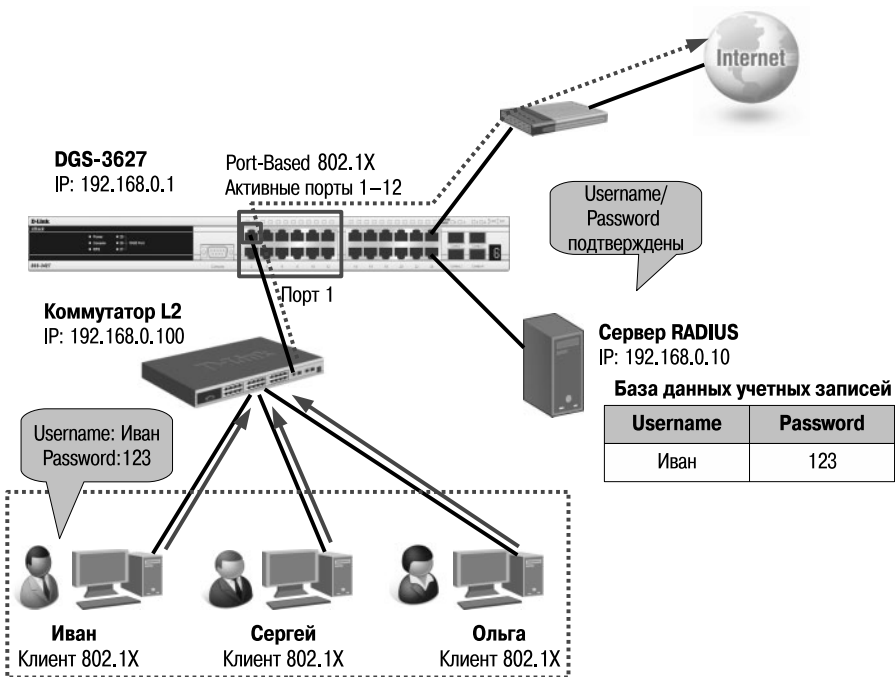 Internet
DGS-3627
IP: 192.168.0.1
Port-Based 802.1X
Активные порты 1–12
Username/
Password
подтверждены
D-Link
Порт 1
Коммутатор L2
IP: 192.168.0.100
Сервер RADIUS
IP: 192.168.0.10
База данных учетных записей
Username Password
Иван 123
Username: Иван
Password:123
Иван
Клиент 802.1X
Сергей
Клиент 802.1X
Ольга
Клиент 802.1X